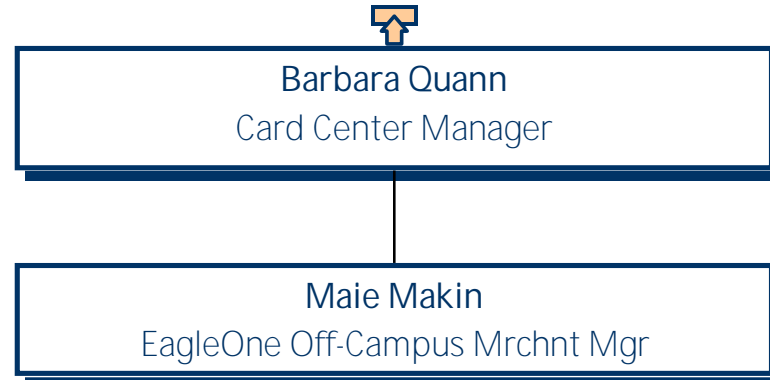 Barbara Quann
Card Center Manager
Maie Makin
EagleOne Off-Campus Mrchnt Mgr